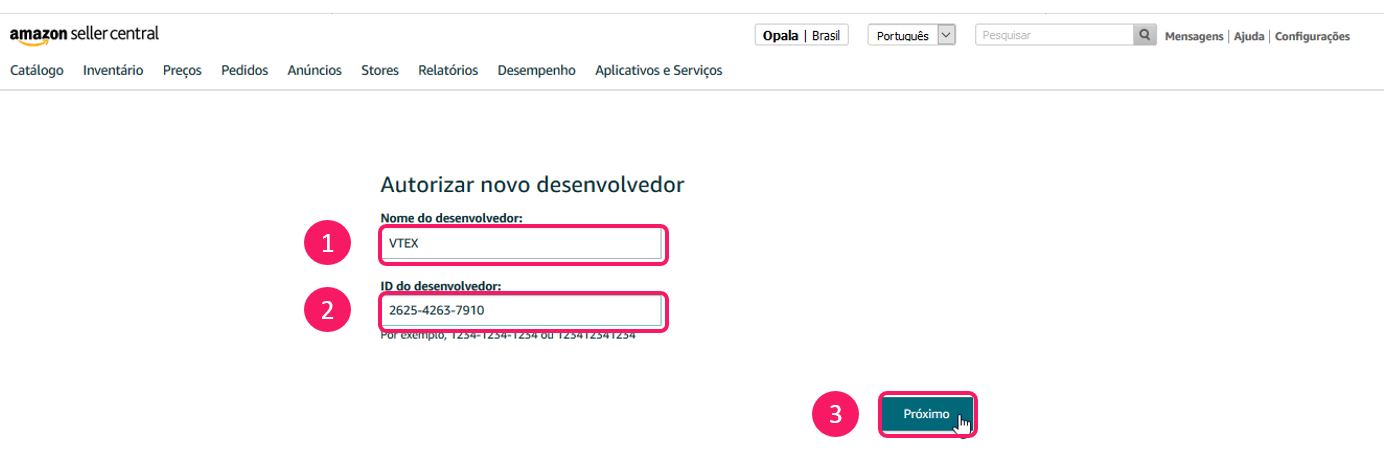 amazon seller central
Opala | Brasil
Português
Pesquisar
Mensagens | Ajuda | Configurações
Catálogo Inventário Preços Pedidos Anúncios Stores Relatórios Desempenho Aplicativos e Serviços
Autorizar novo desenvolvedor
Nome do desenvolvedor:
1 VTEX
ID do desenvolvedor:
2 2625-4263-7910
Por exemplo, 1234-1234-1234 ou 123412341234
3 Próximo